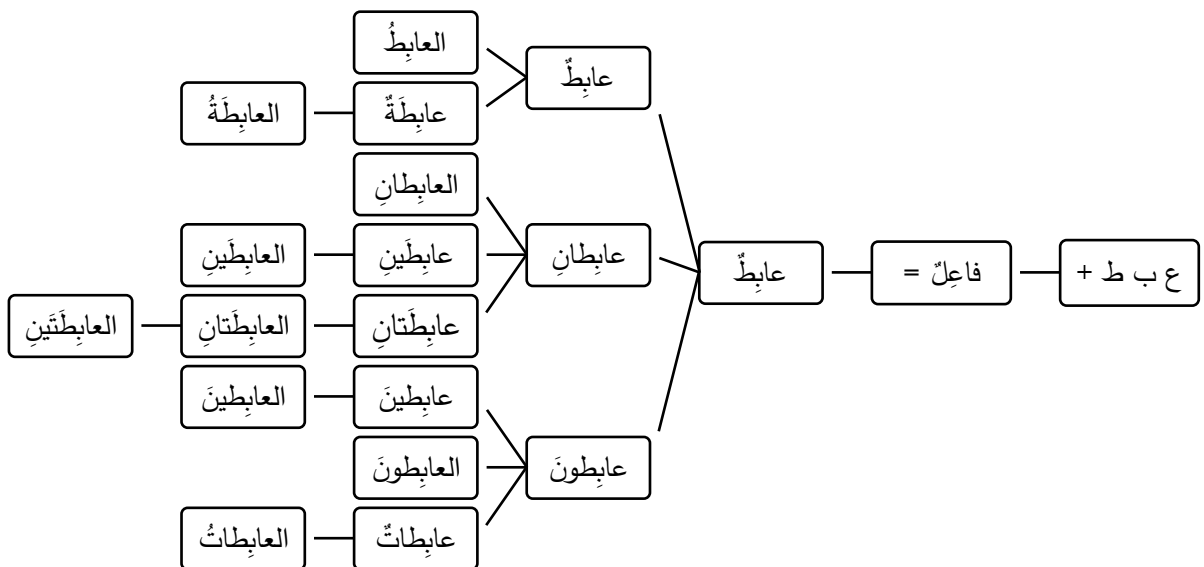 ع ب ط +
فاعِلٌ =
عابِطٌ
عابِطٌ
العابِطُ
عابِطَةٌ
العابِطَةُ
عابِطانِ
العابِطانِ
عابِطَينِ
العابِطَينِ
عابِطَتانِ
العابِطَتانِ
العابِطَتَينِ
عابِطونَ
عابِطينَ
العابِطينَ
العابِطونَ
عابِطاتٌ
العابِطاتُ